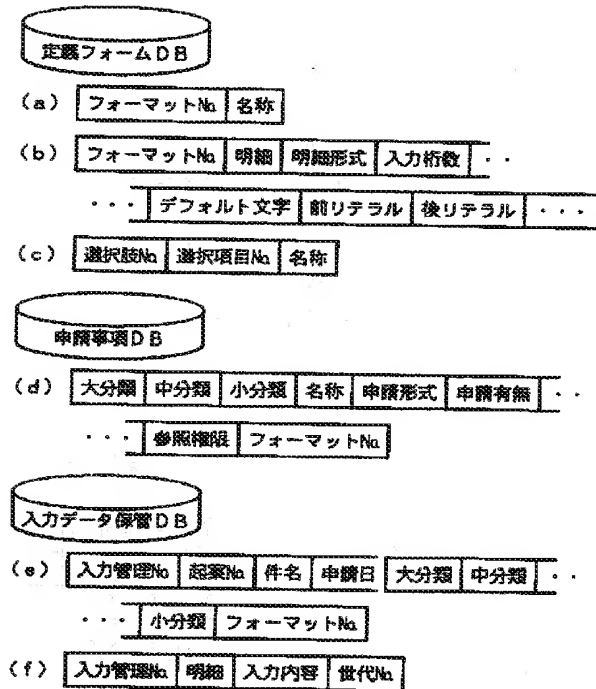 定義フォームDB
(a) フォーマットNo. 名称
(b) フォーマットNo. 明細 明細形式 入力桁数 ・・
・・・ デフォルト文字 前リテラル 後リテラル ・・・
(c) 選択肢No. 選択項目No. 名称
申請事項DB
(d) 大分類 中分類 小分類 名称 申請形式 申請有無 ・・
・・・ 参照権限 フォーマットNo.
入力データ保管DB
(e) 入力管理No. 起案No. 件名 申請日 大分類 中分類 ・・
・・・ 小分類 フォーマットNo.
(f) 入力管理No. 明細 入力内容 世代No.